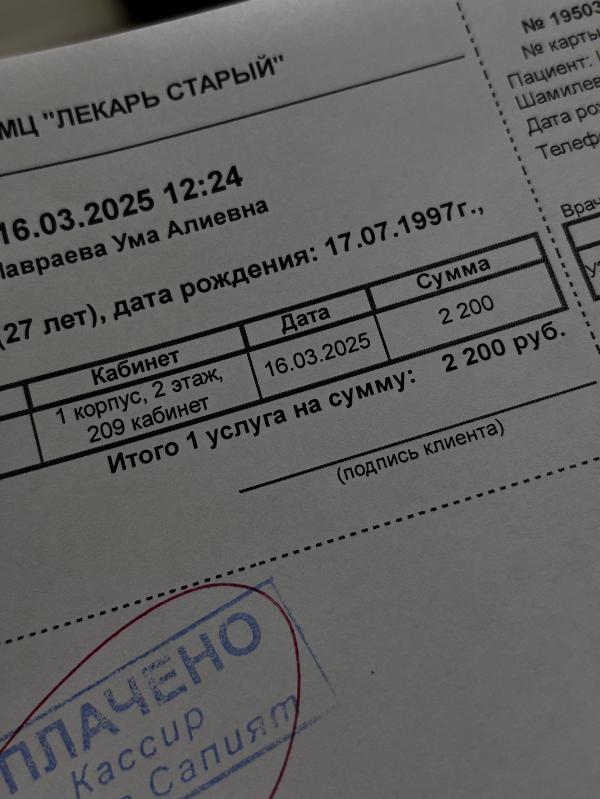 МЦ "ЛЕКАРЬ СТАРЫЙ"
16.03.2025 12:24
Ума Алиевна
(27 лет), дата рождения: 17.07.1997г.,
Кабинет Дата Сумма
1 корпус, 2 этаж, 16.03.2025 2 200
209 кабинет
Итого 1 услуга на сумму: 2 200 руб.
(подпись клиента)
ПЛАЧЕНО
Кассир
Сапият
№ 19503
№ карты
Пациент:
Шамилев
Дата рож
Телефо
Врач